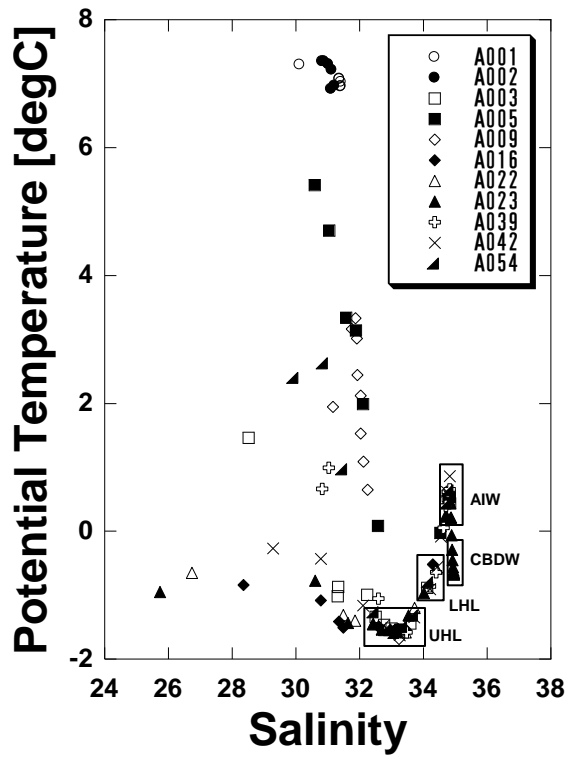 8
6
4
2
0
-2
24 26 28 30 32 34 36 38
Potential Temperature [degC]
Salinity
A001
A002
A003
A005
A009
A016
A022
A023
A039
A042
A054
AIW
CBDW
LHL
UHL